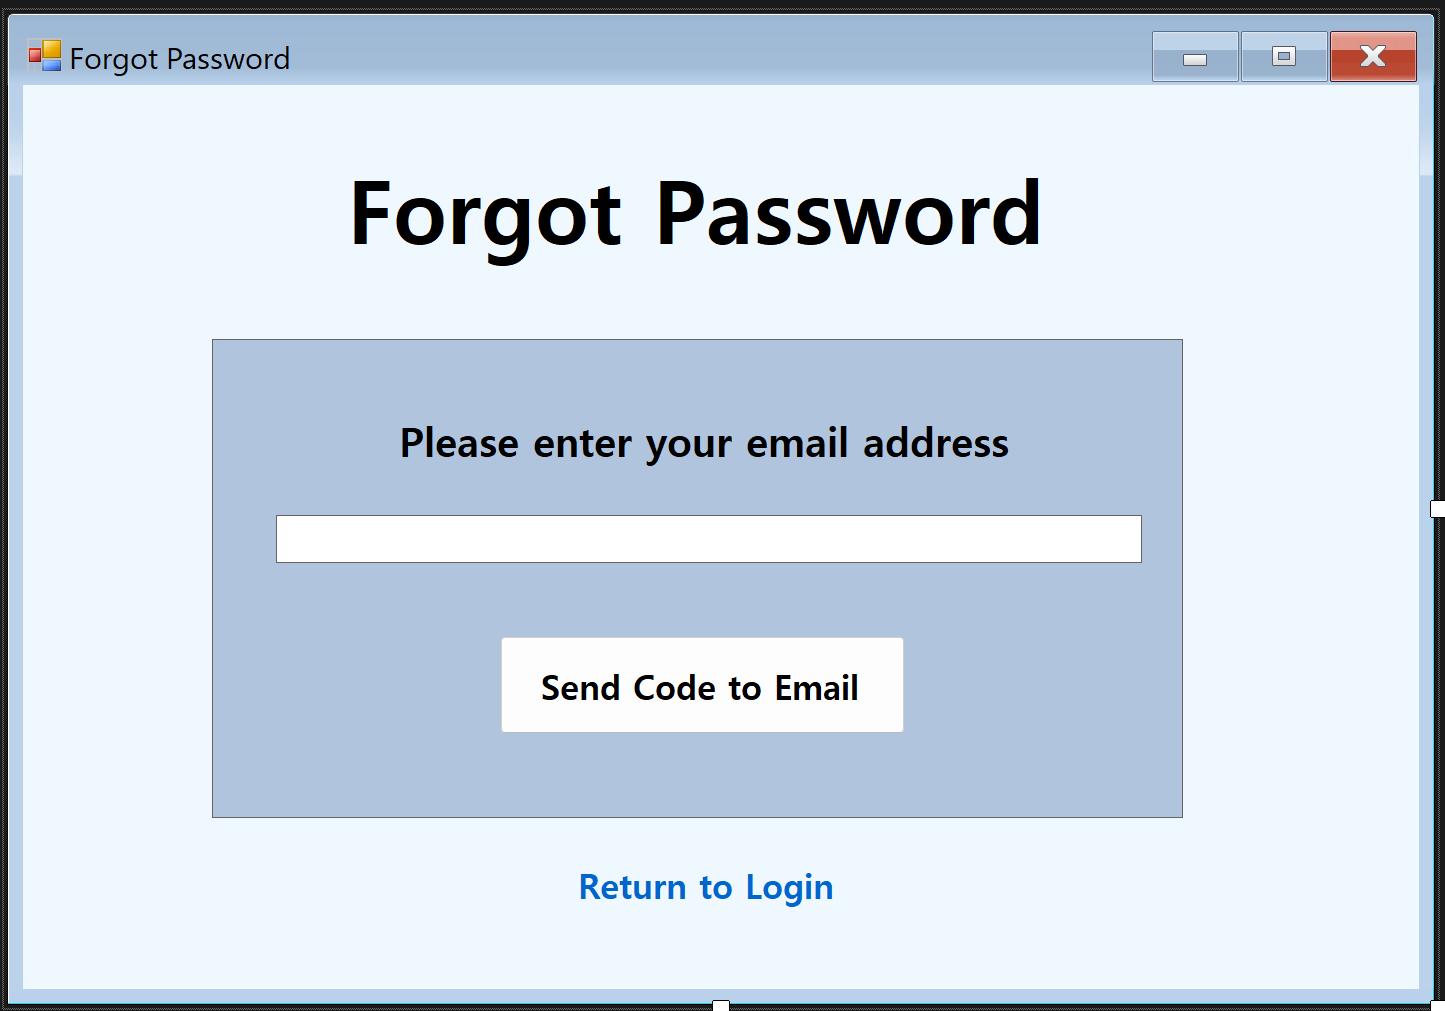 Forgot Password
Forgot Password
Please enter your email address
Send Code to Email
Return to Login